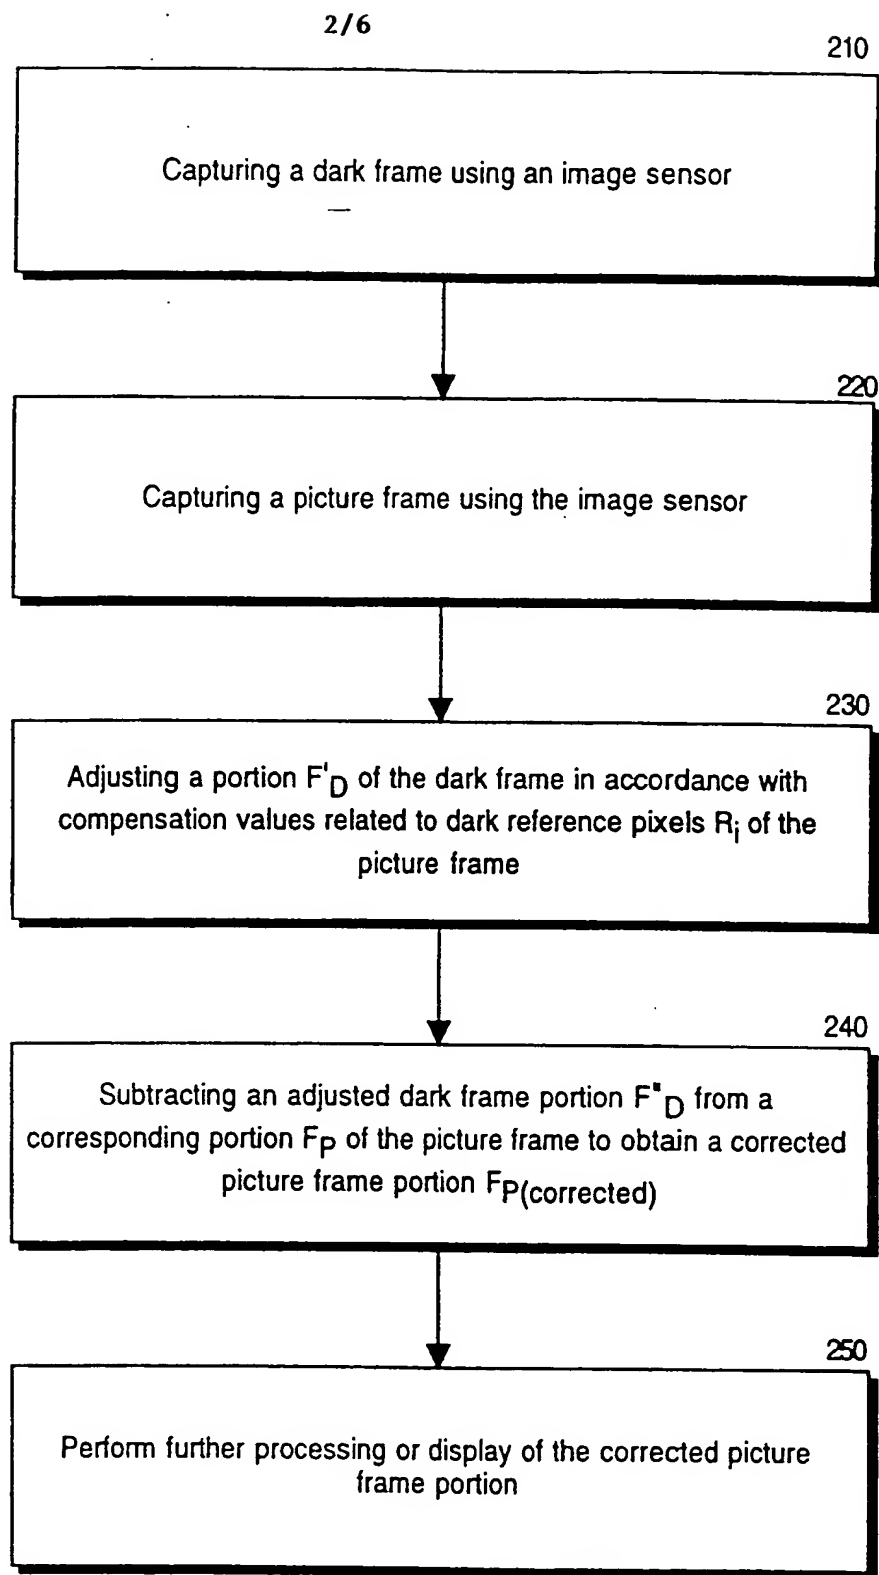 2/6
210
Capturing a dark frame using an image sensor
220
Capturing a picture frame using the image sensor
230
Adjusting a portion F'D of the dark frame in accordance with
compensation values related to dark reference pixels Ri of the
picture frame
240
Subtracting an adjusted dark frame portion F"D from a
corresponding portion FP of the picture frame to obtain a corrected
picture frame portion FP(corrected)
250
Perform further processing or display of the corrected picture
frame portion